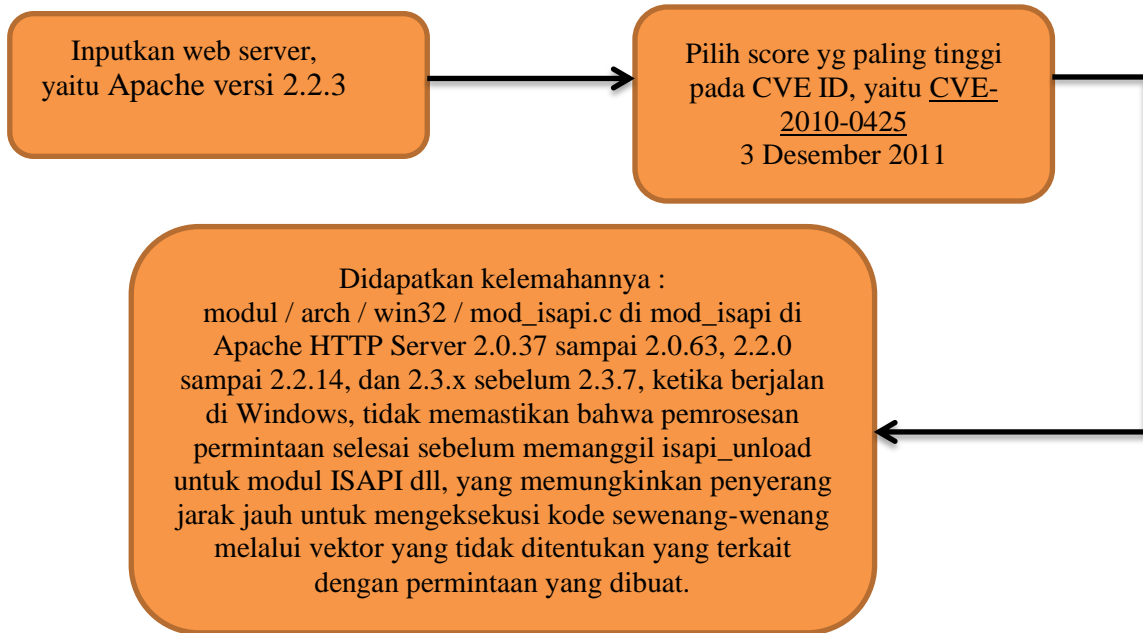 Inputkan web server,
yaitu Apache versi 2.2.3
Pilih score yg paling tinggi
pada CVE ID, yaitu CVE-
2010-0425
3 Desember 2011
Didapatkan kelemahannya :
modul / arch / win32 / mod_isapi.c di mod_isapi di
Apache HTTP Server 2.0.37 sampai 2.0.63, 2.2.0
sampai 2.2.14, dan 2.3.x sebelum 2.3.7, ketika berjalan
di Windows, tidak memastikan bahwa pemrosesan
permintaan selesai sebelum memanggil isapi_unload
untuk modul ISAPI dll, yang memungkinkan penyerang
jarak jauh untuk mengeksekusi kode sewenang-wenang
melalui vektor yang tidak ditentukan yang terkait
dengan permintaan yang dibuat.